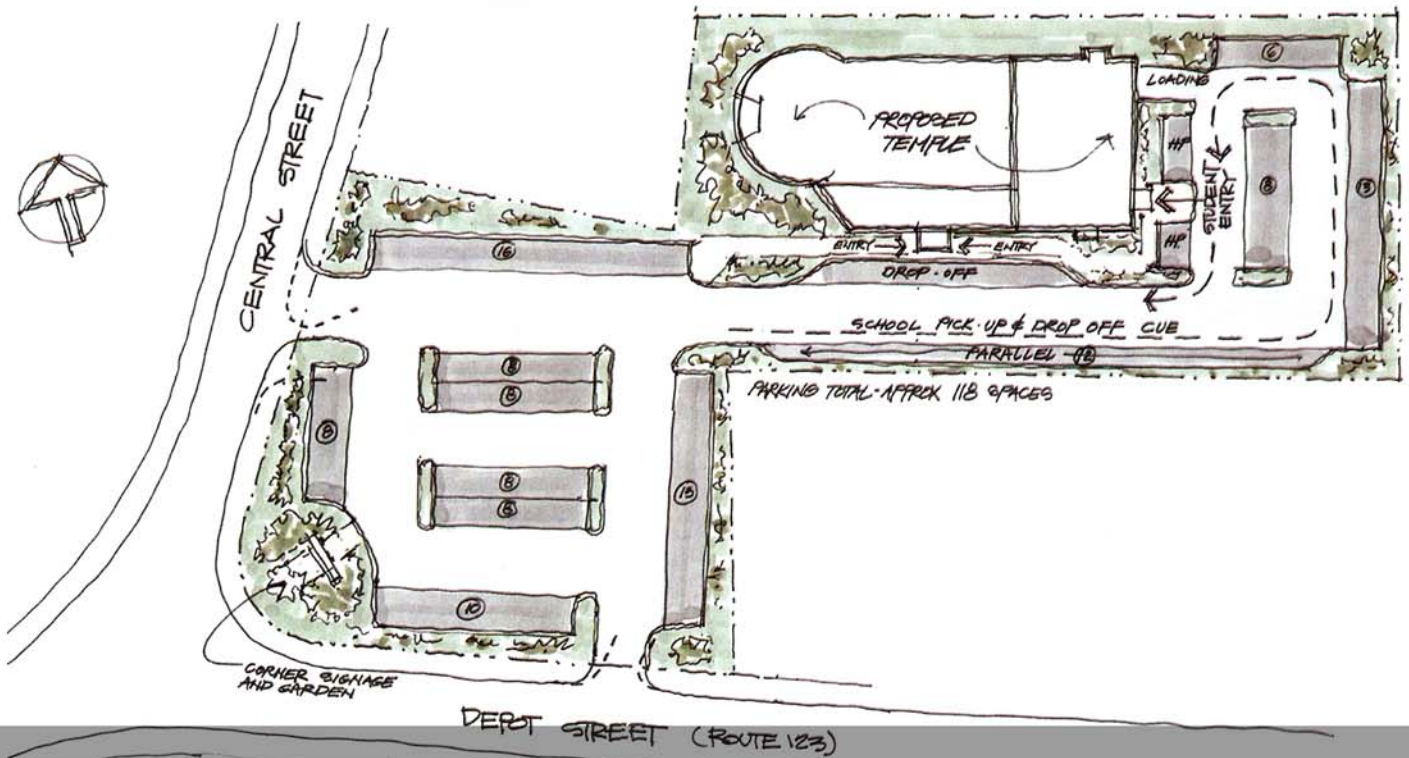 CENTRAL STREET
PROPOSED
TEMPLE
LOADING
6
HP
STUDENT
ENTRY
8
13
HP
16
ENTRY
ENTRY
DROP-OFF
SCHOOL PICK-UP & DROP OFF CUE
PARALLEL - 12
PARKING TOTAL - APPROX 118 SPACES
8
8
8
8
8
13
10
CORNER SIGNAGE
AND GARDEN
DEPOT STREET (ROUTE 123)